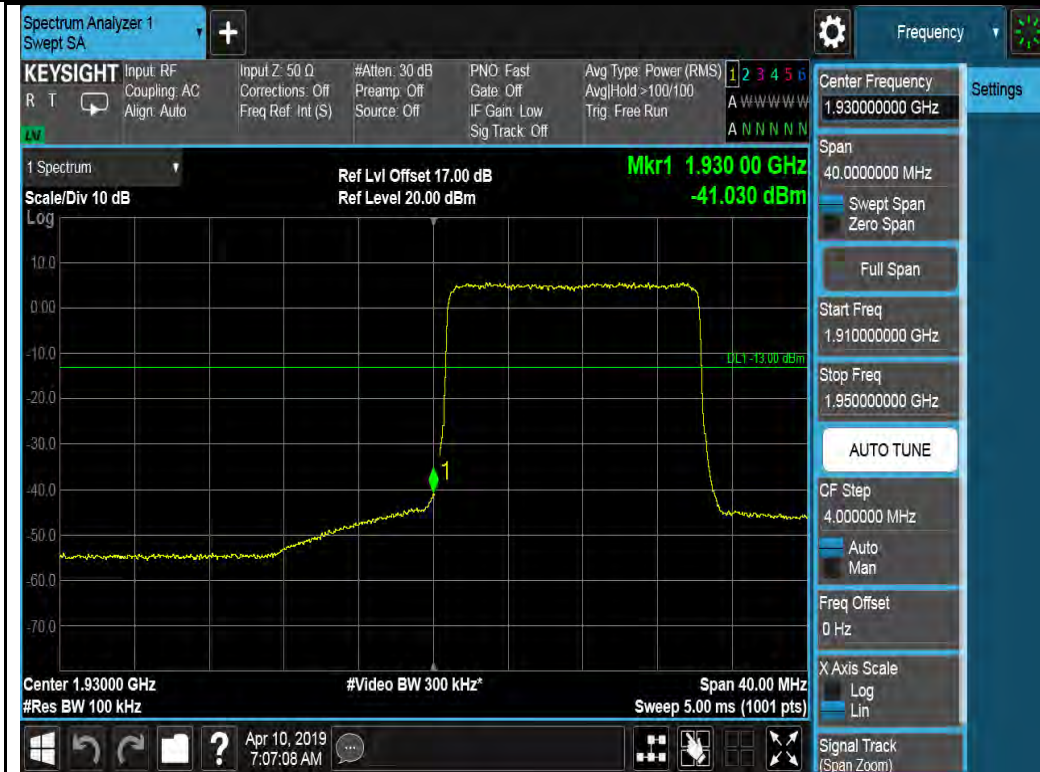 Spectrum Analyzer 1
Swept SA
+
Frequency
KEYSIGHT
R T
LV
Input: RF
Coupling: AC
Align: Auto
Input Z: 50 Ω
Corrections: Off
Freq Ref: Int (S)
#Atten: 30 dB
Preamp: Off
Source: Off
PNO: Fast
Gate: Off
IF Gain: Low
Sig Track: Off
Avg Type: Power (RMS)
Avg|Hold >100/100
Trig: Free Run
1 2 3 4 5 6
A W W W W W
A N N N N N
Center Frequency
1.930000000 GHz
Settings
Span
40.0000000 MHz
Swept Span
Zero Span
Full Span
Start Freq
1.910000000 GHz
Stop Freq
1.950000000 GHz
AUTO TUNE
CF Step
4.000000 MHz
Auto
Man
Freq Offset
0 Hz
X Axis Scale
Log
Lin
Signal Track
(Span Zoom)
1 Spectrum
Scale/Div 10 dB
Ref Lvl Offset 17.00 dB
Ref Level 20.00 dBm
Mkr1 1.930 00 GHz
-41.030 dBm
Log
10.0
0.00
-10.0
-20.0
-30.0
-40.0
-50.0
-60.0
-70.0
DL1 -13.00 dBm
1
Center 1.93000 GHz
#Res BW 100 kHz
#Video BW 300 kHz*
Span 40.00 MHz
Sweep 5.00 ms (1001 pts)
?
Apr 10, 2019
7:07:08 AM